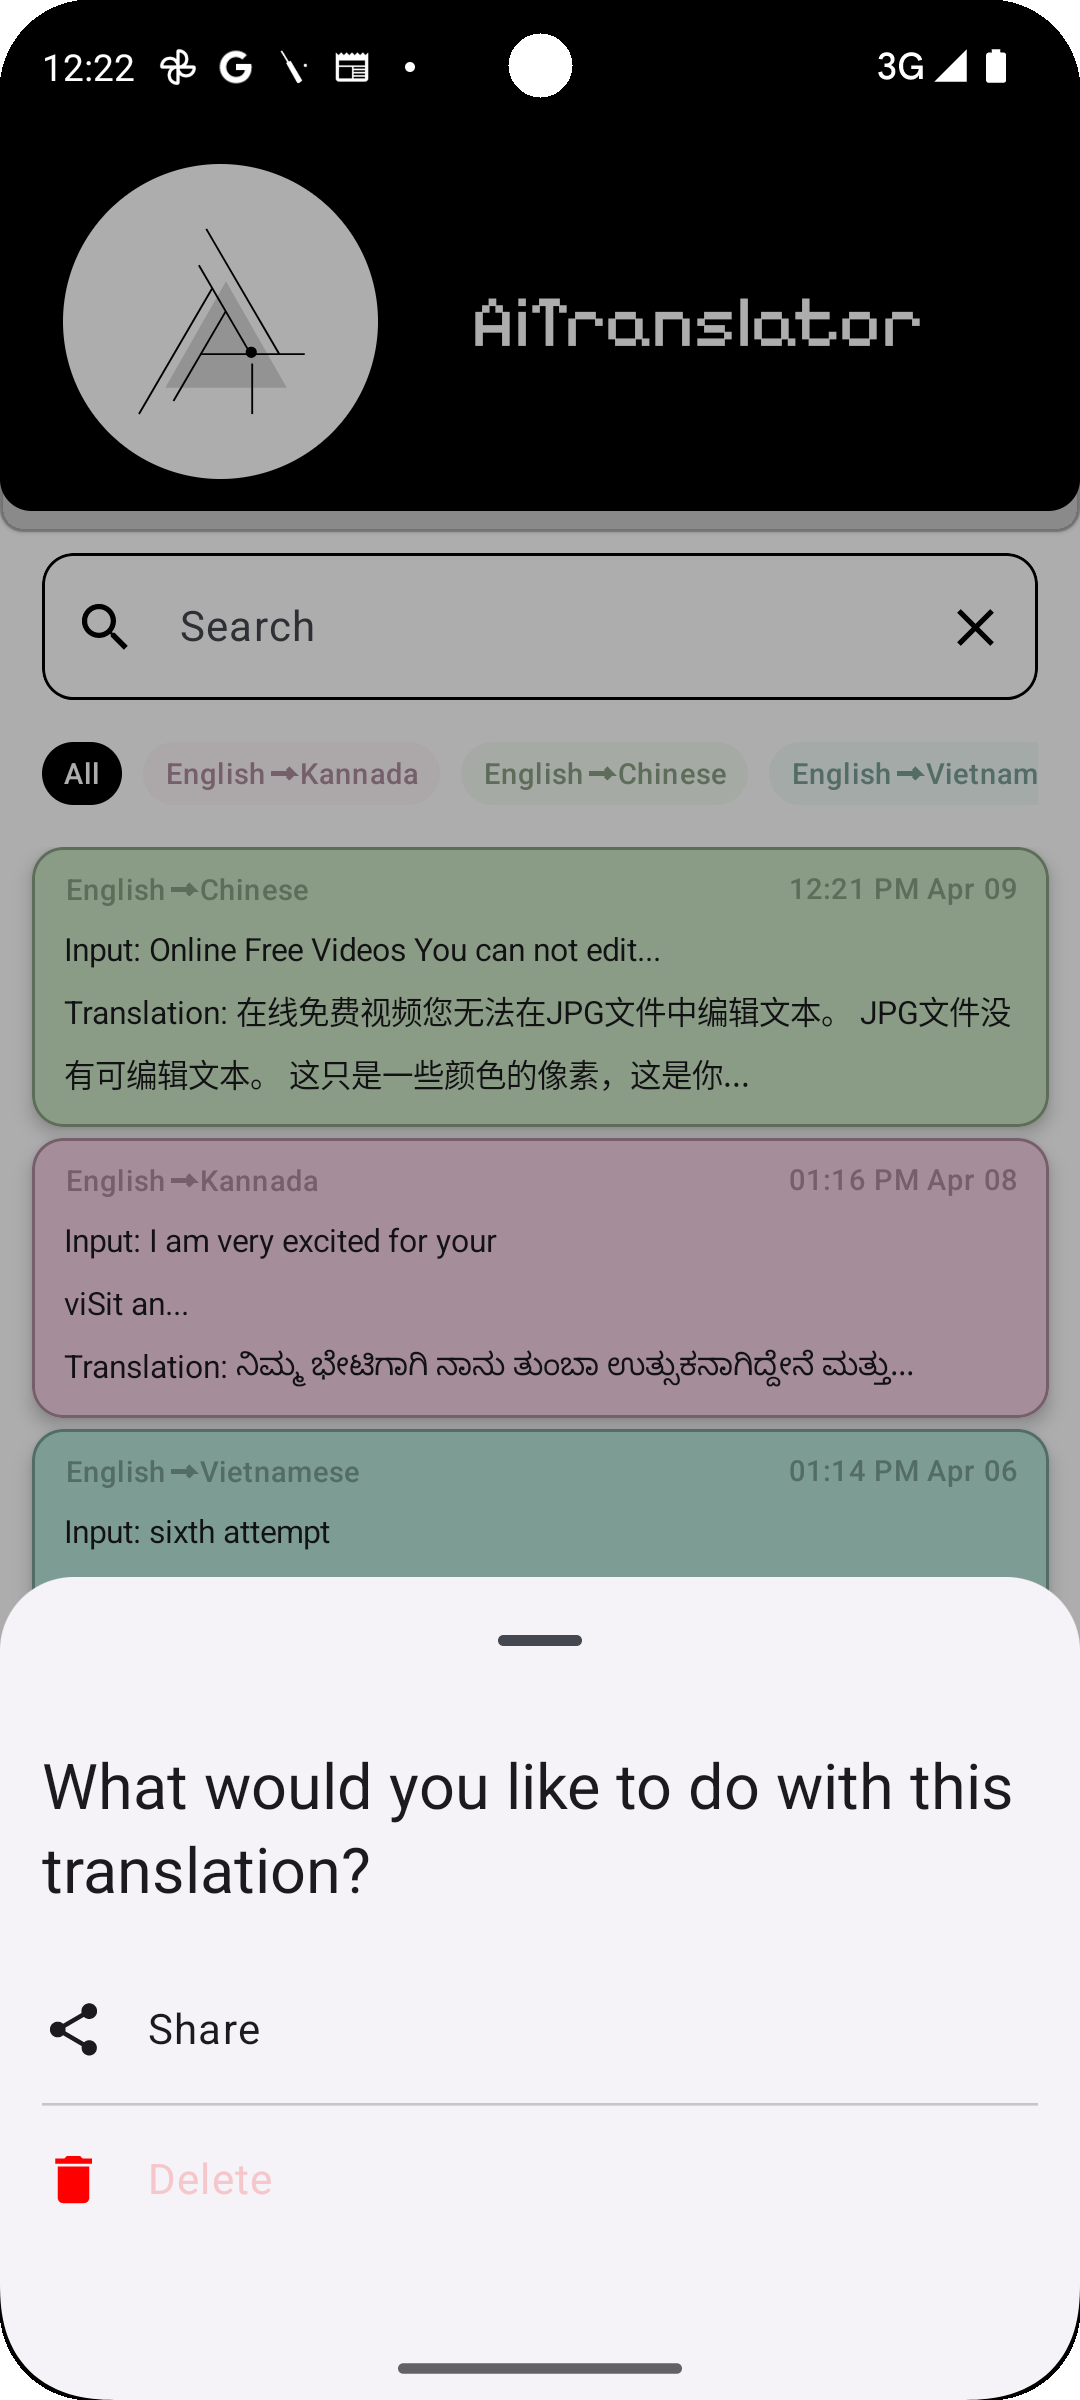 12:22
3G
AiTranslator
Search
All
English→Kannada
English→Chinese
English→Vietnam
English→Chinese
12:21 PM Apr 09
Input: Online Free Videos You can not edit...
Translation: 在线免费视频您无法在JPG文件中编辑文本。 JPG文件没
有可编辑文本。 这只是一些颜色的像素，这是你...
English→Kannada
01:16 PM Apr 08
Input: I am very excited for your
viSit an...
Translation: ನಿಮ್ಮ ಭೇಟಿಗಾಗಿ ನಾನು ತುಂಬಾ ಉತ್ಸುಕನಾಗಿದ್ದೇನೆ ಮತ್ತು...
English→Vietnamese
01:14 PM Apr 06
Input: sixth attempt
What would you like to do with this
translation?
Share
Delete